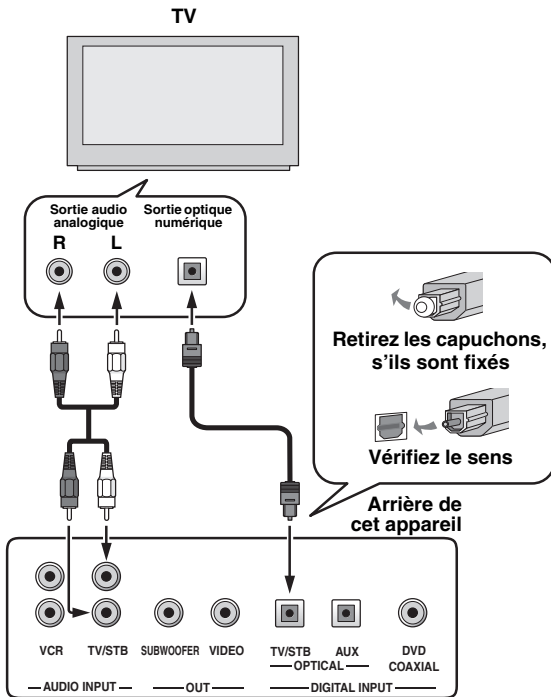 TV
Sortie audio
analogique
Sortie optique
numérique
R L
Retirez les capuchons,
s'ils sont fixés
Vérifiez le sens
Arrière de
cet appareil
VCR TV/STB SUBWOOFER VIDEO TV/STB AUX DVD
OPTICAL COAXIAL
AUDIO INPUT OUT DIGITAL INPUT